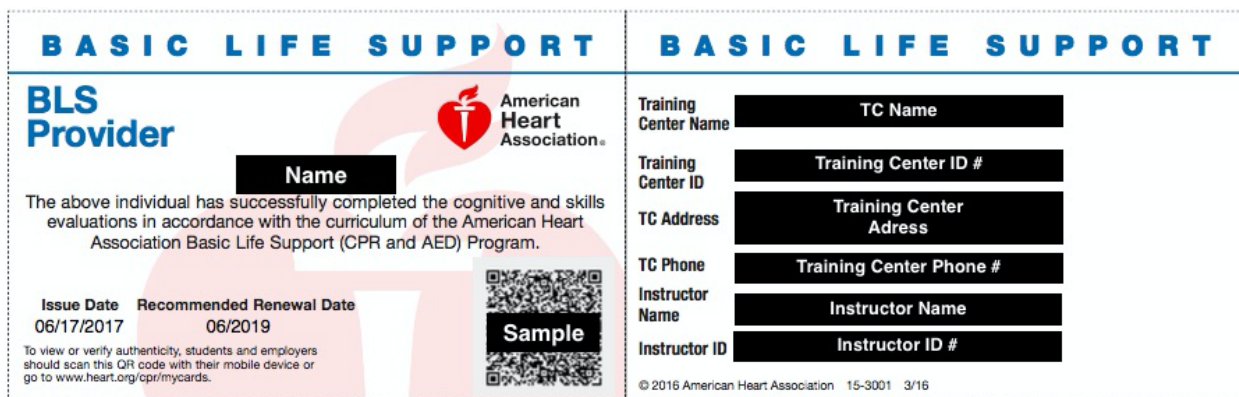 BASIC LIFE SUPPORT
BLS
Provider
American
Heart
Association®
Name
The above individual has successfully completed the cognitive and skills
evaluations in accordance with the curriculum of the American Heart
Association Basic Life Support (CPR and AED) Program.
Issue Date Recommended Renewal Date
06/17/2017 06/2019
To view or verify authenticity, students and employers
should scan this QR code with their mobile device or
go to www.heart.org/cpr/mycards.
Sample
BASIC LIFE SUPPORT
Training
Center Name
TC Name
Training
Center ID
Training Center ID #
TC Address
Training Center
Adress
TC Phone
Training Center Phone #
Instructor
Name
Instructor Name
Instructor ID
Instructor ID #
© 2016 American Heart Association 15-3001 3/16